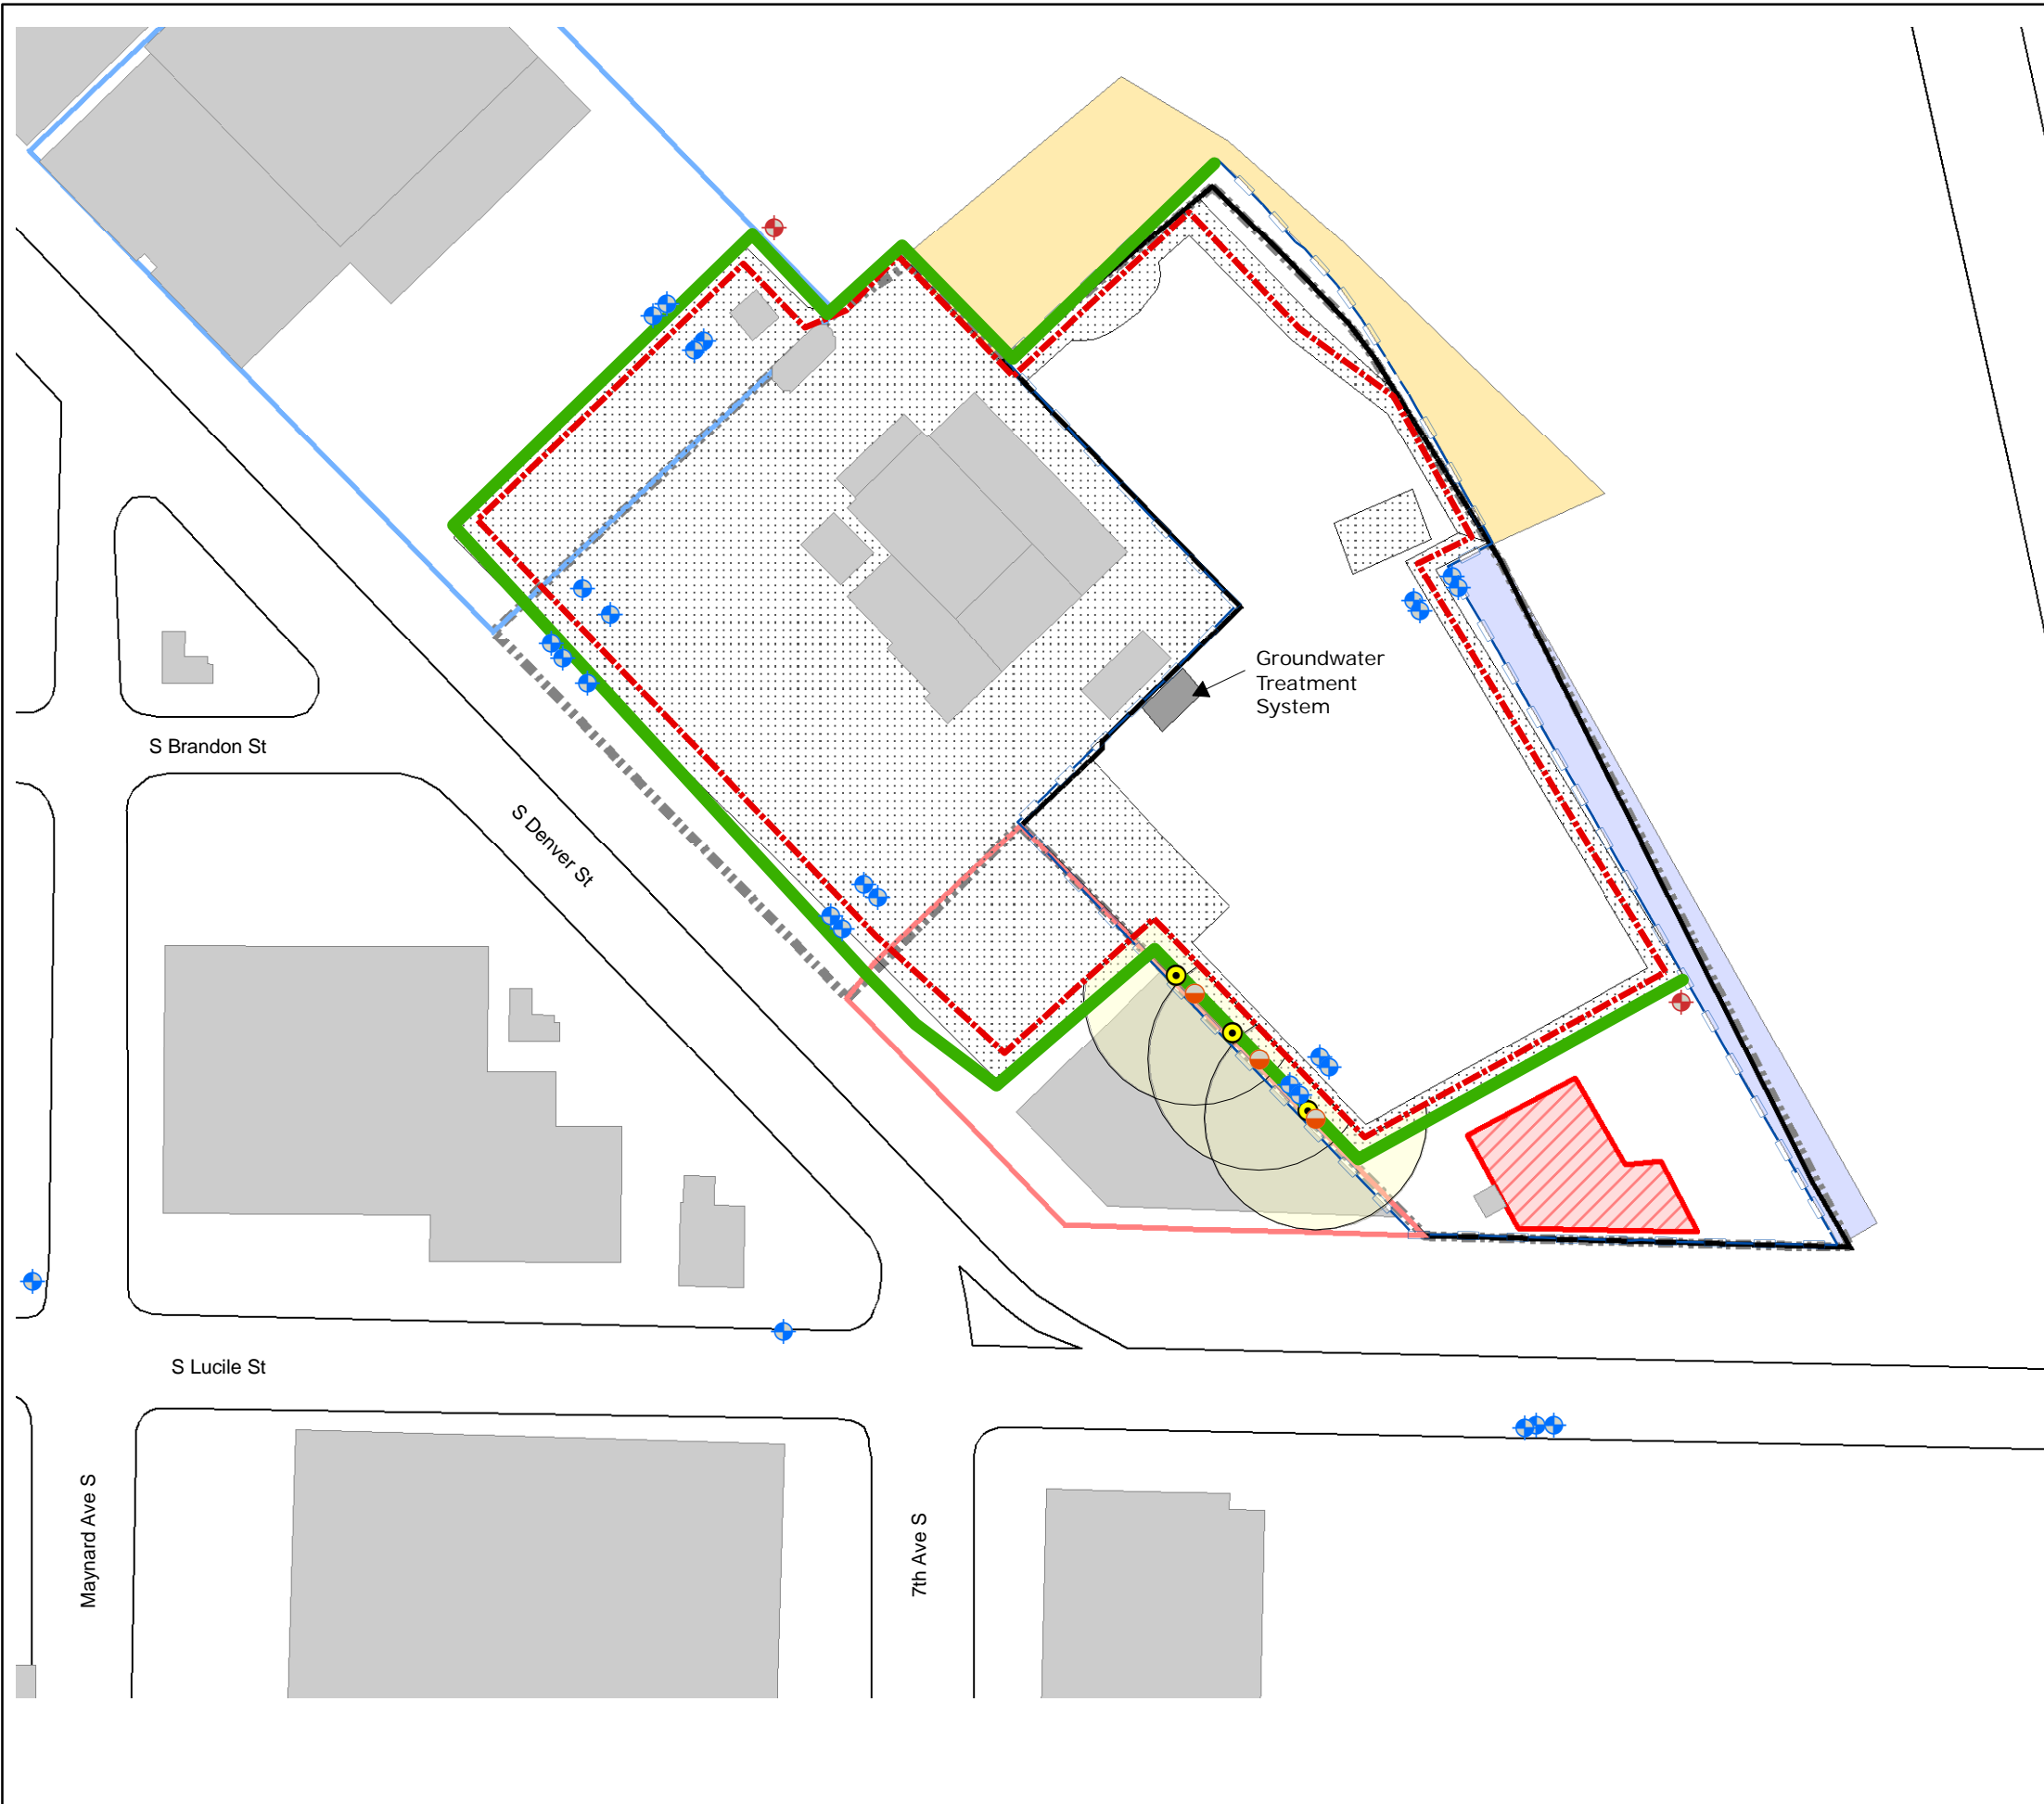 Groundwater
Treatment
System
S Brandon St
S Denver St
S Lucile St
Maynard Ave S
7th Ave S